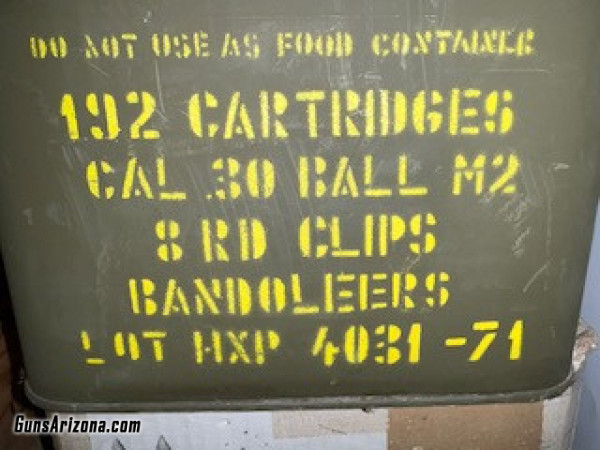 DO NOT USE AS FOOD CONTAINER
192 CARTRIDGES
CAL .30 BALL M2
8 RD CLIPS
BANDOLEERS
LOT HXP 4031-71
GunsArizona.com